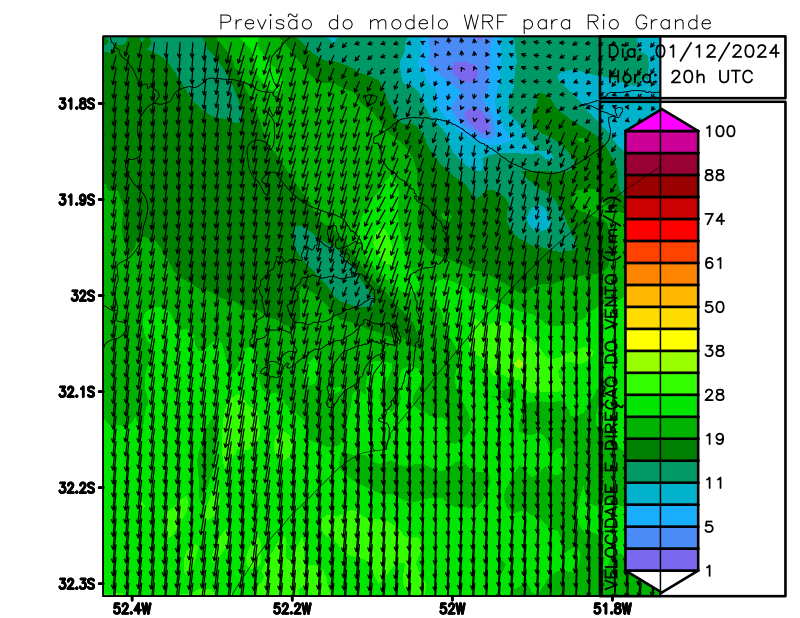 Previsão do modelo WRF para Rio Grande
Dia: 01/12/2024
Hora: 20h UTC
31.8S
31.9S
32S
32.1S
32.2S
32.3S
52.4W
52.2W
52W
51.8W
VELOCIDADE E DIREÇÃO DO VENTO (km/h)
100
88
74
61
50
38
28
19
11
5
1